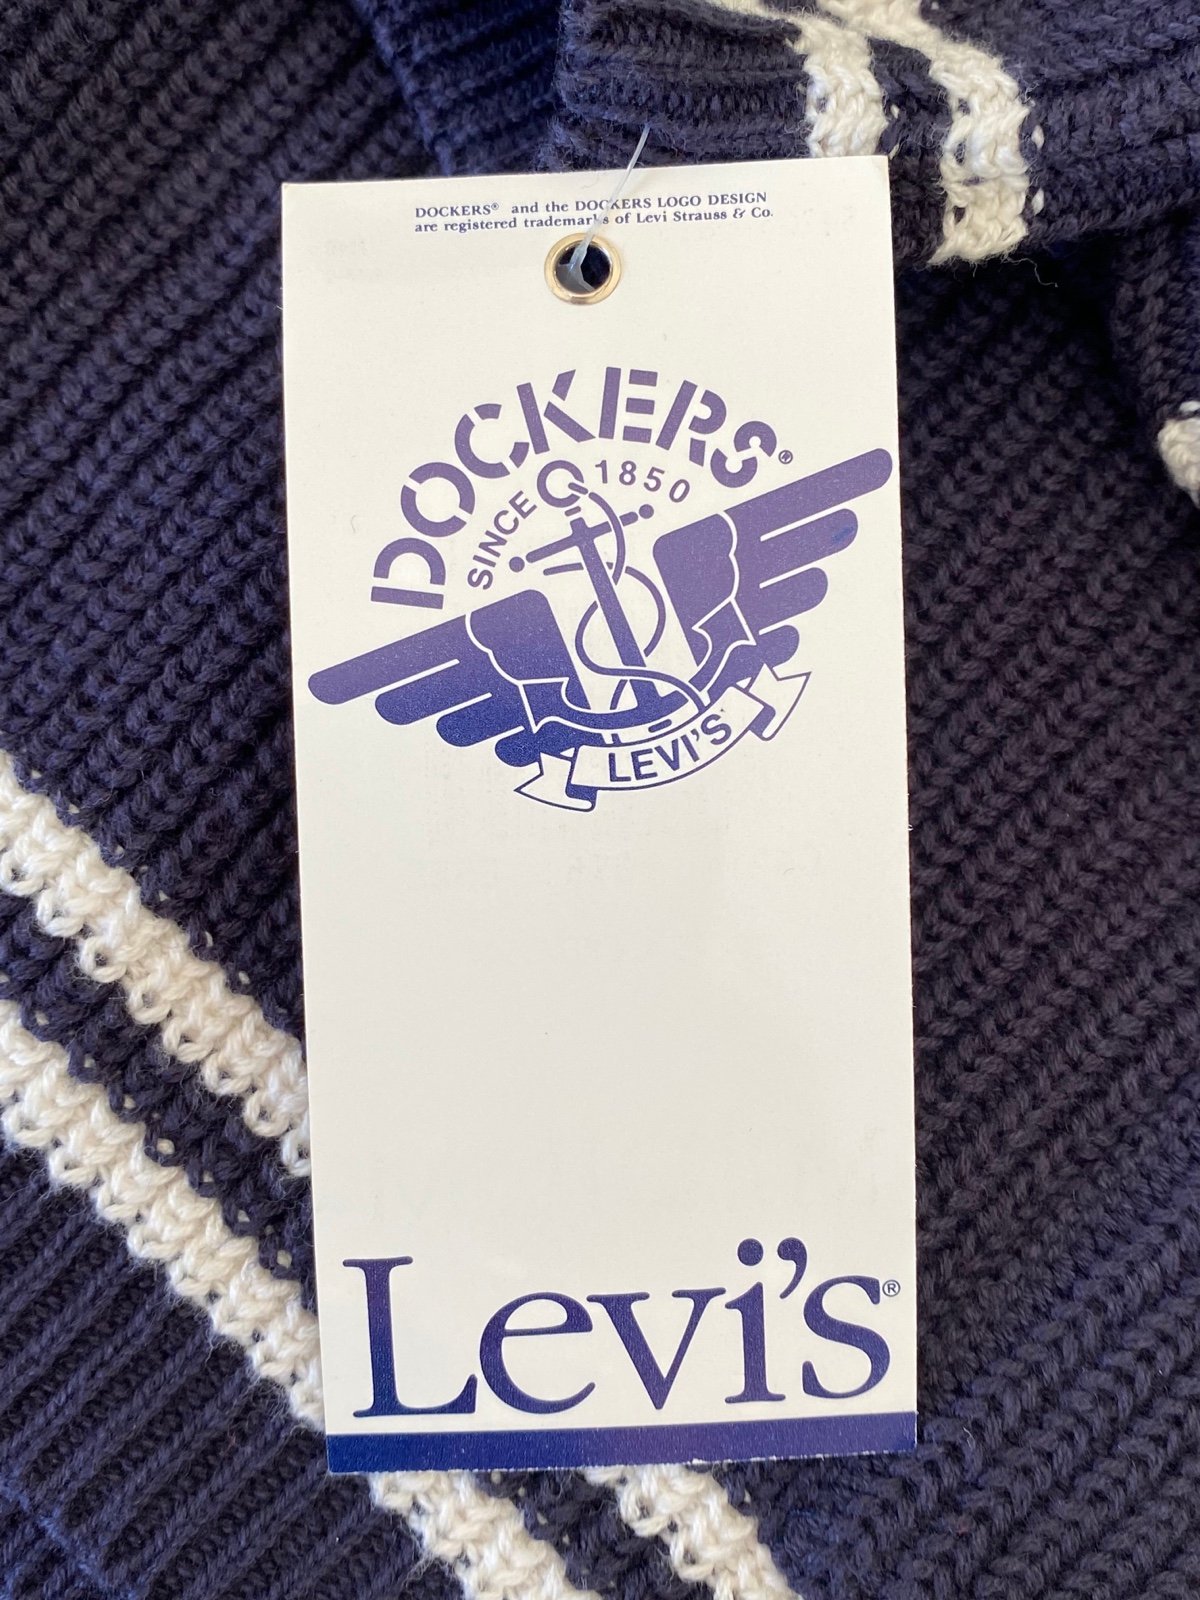 DOCKERS® and the DOCKERS LOGO DESIGN
are registered trademarks of Levi Strauss & Co.
DOCKERS®
SINCE 1850
LEVI'S
Levi's®